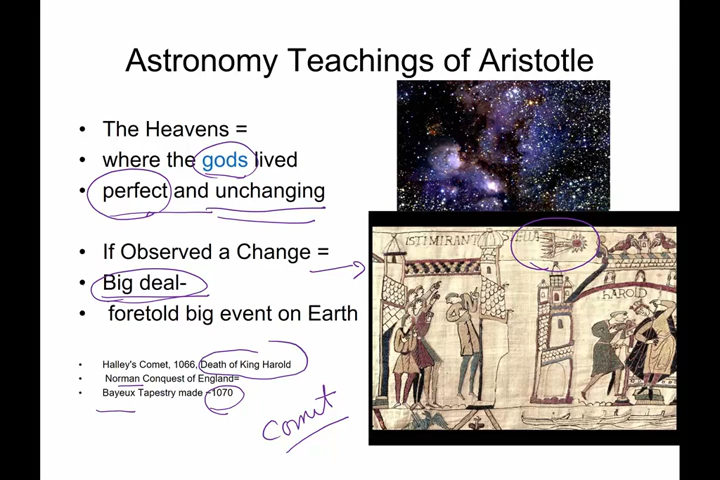 Astronomy Teachings of Aristotle
• The Heavens =
• where the gods lived
• perfect and unchanging
• If Observed a Change =
• Big deal-
• foretold big event on Earth
• Halley's Comet, 1066, Death of King Harold
• Norman Conquest of England=
• Bayeux Tapestry made ~1070
comet
ISTI MIRANT
HAROLD